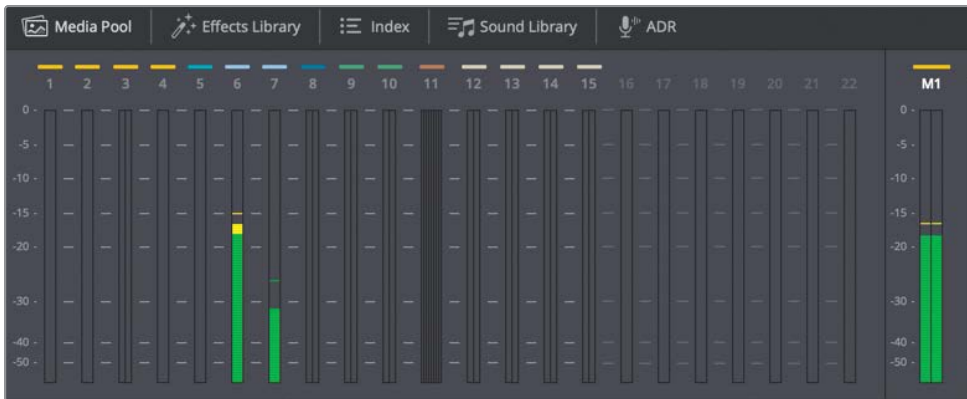 Media Pool Effects Library Index Sound Library ADR
1 2 3 4 5 6 7 8 9 10 11 12 13 14 15 16 17 18 19 20 21 22 M1
0 - 0 -
-5 - -5 -
-10 - -10 -
-15 - -15 -
-20 - -20 -
-30 - -30 -
-40 - -40 -
-50 - -50 -